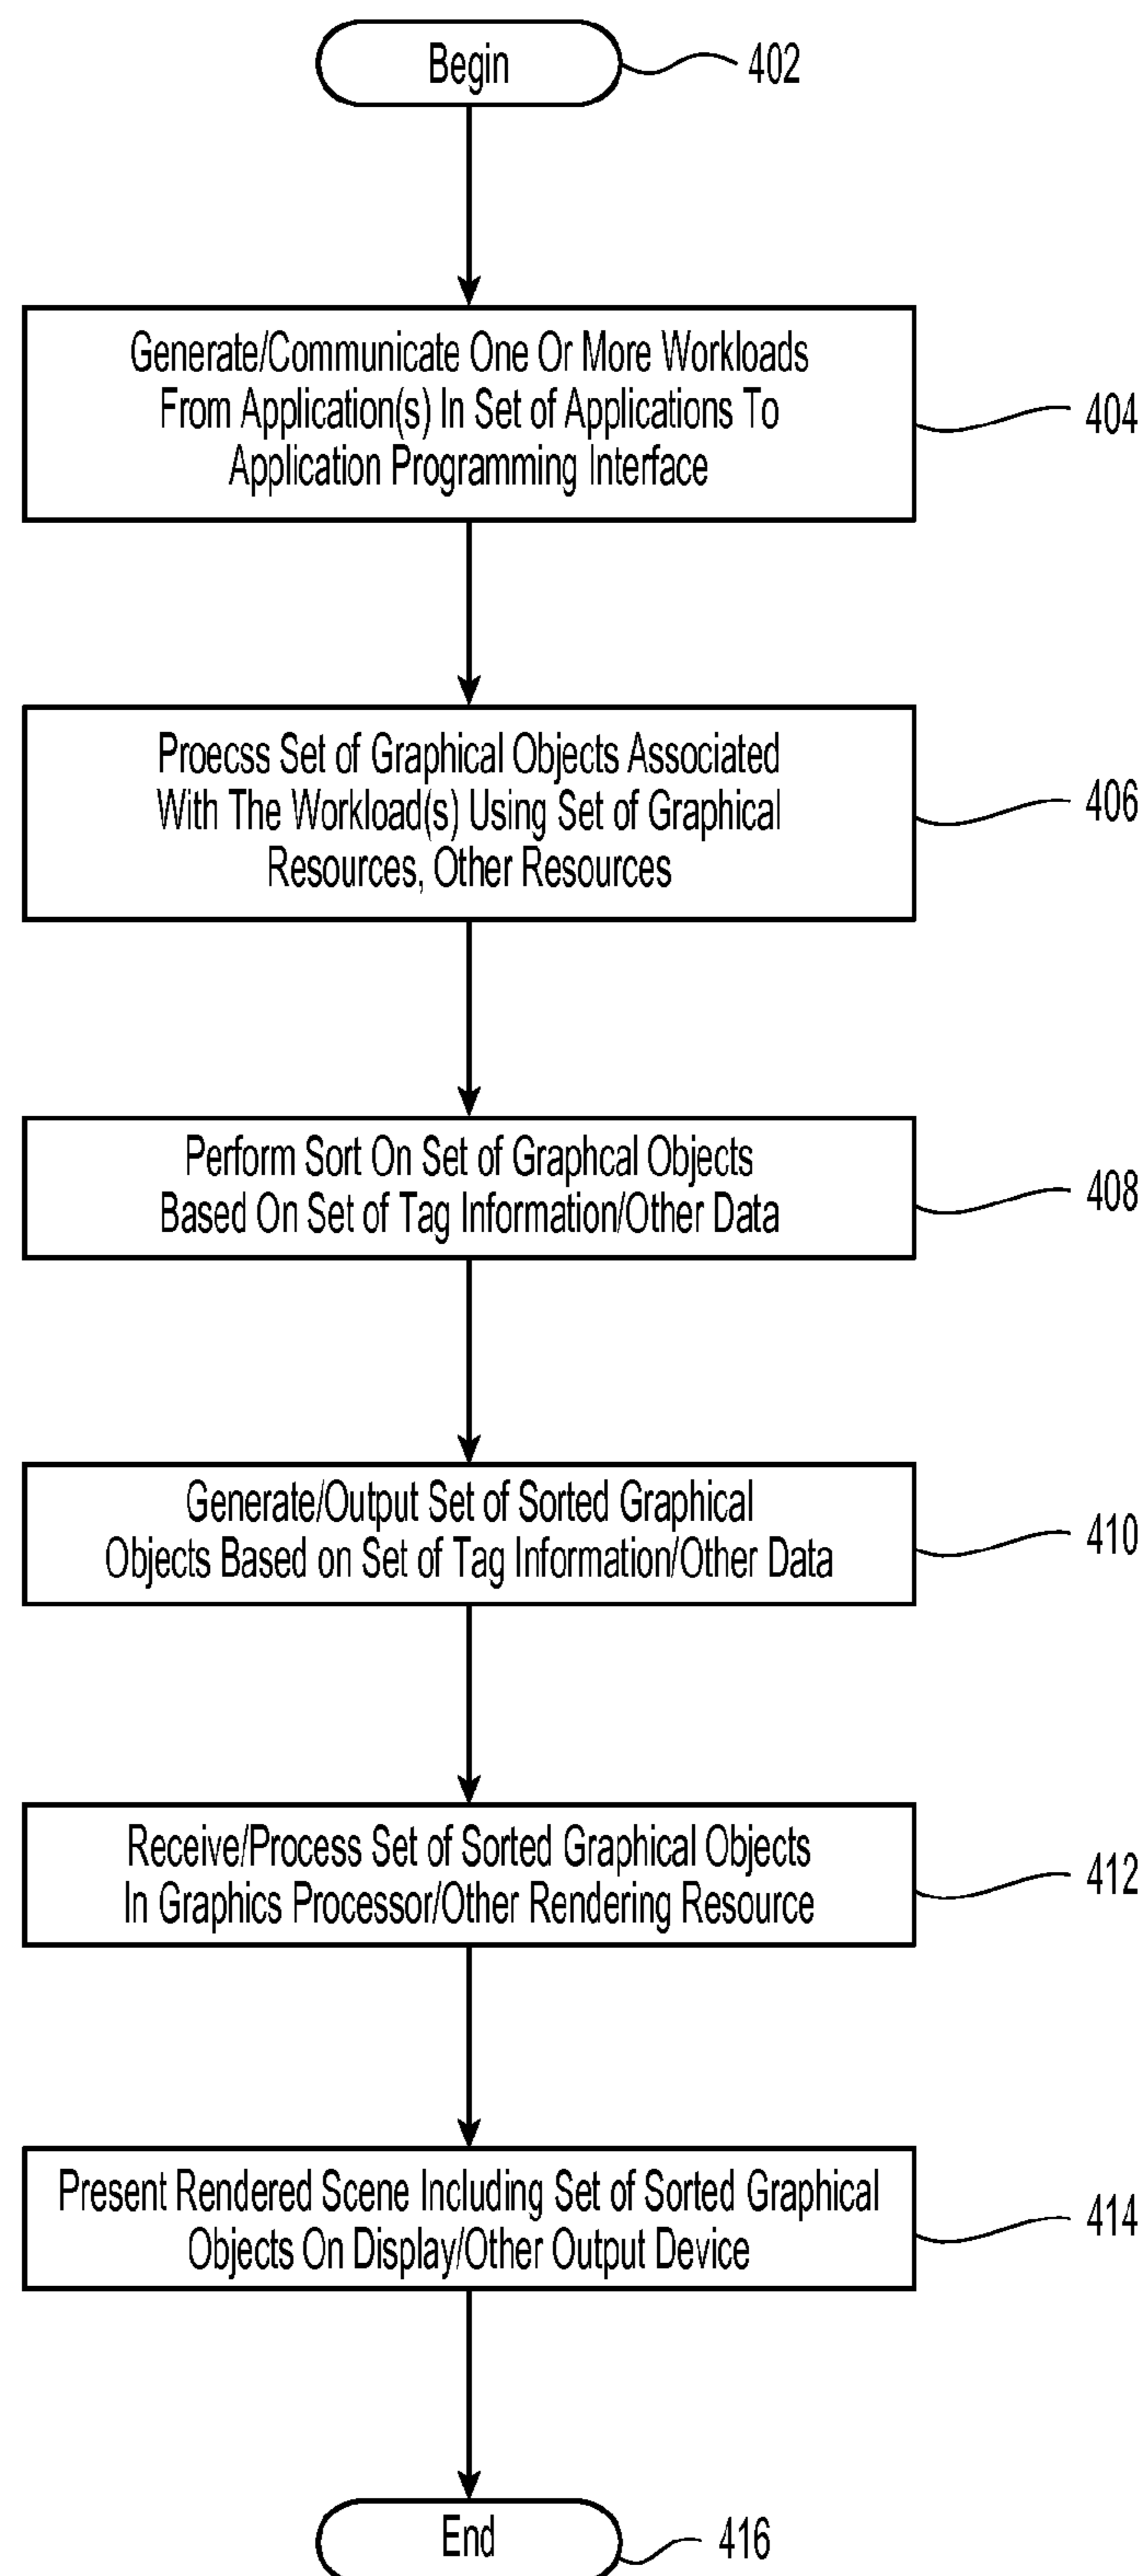 Begin
402
Generate/Communicate One Or More Workloads
From Application(s) In Set of Applications To
Application Programming Interface
404
Proecss Set of Graphical Objects Associated
With The Workload(s) Using Set of Graphical
Resources, Other Resources
406
Perform Sort On Set of Graphcal Objects
Based On Set of Tag Information/Other Data
408
Generate/Output Set of Sorted Graphical
Objects Based on Set of Tag Information/Other Data
410
Receive/Process Set of Sorted Graphical Objects
In Graphics Processor/Other Rendering Resource
412
Present Rendered Scene Including Set of Sorted Graphical
Objects On Display/Other Output Device
414
End
416